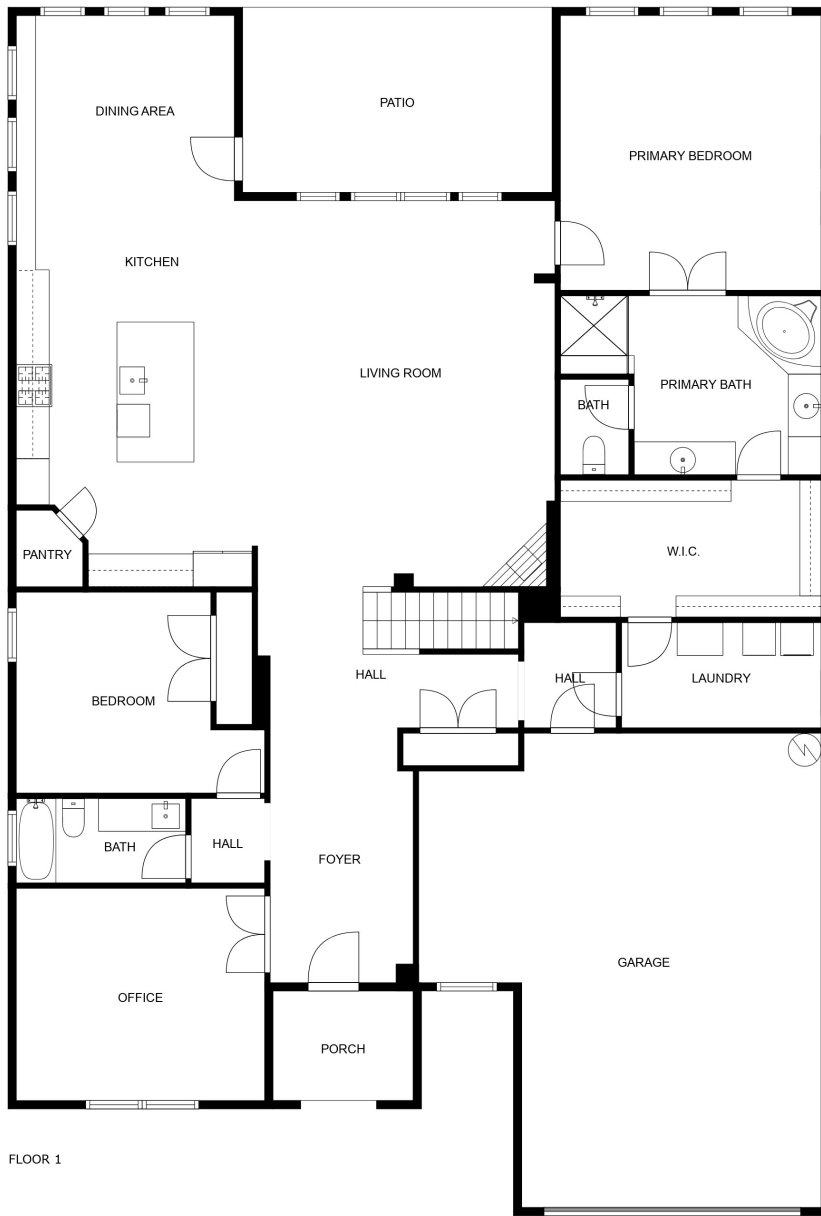 DINING AREA
PATIO
PRIMARY BEDROOM
KITCHEN
LIVING ROOM
PRIMARY BATH
BATH
PANTRY
W.I.C.
HALL
HALL
LAUNDRY
BEDROOM
BATH
HALL
FOYER
GARAGE
OFFICE
PORCH
FLOOR 1